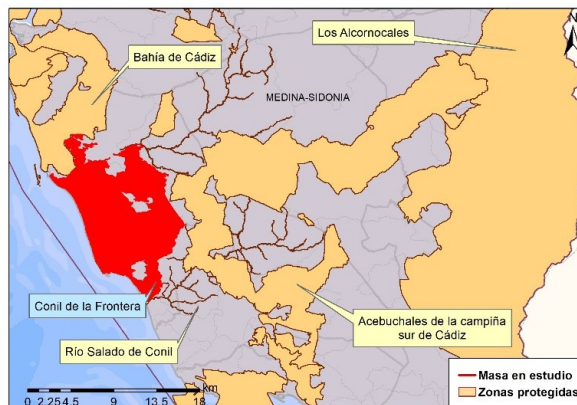 Los Alcornocales
Bahía de Cádiz
MEDINA-SIDONIA
Conil de la Frontera
Río Salado de Conil
Acebuchales de la campiña
sur de Cádiz
km
0 2.25 4.5 9 13.5 18
Masa en estudio
Zonas protegidas